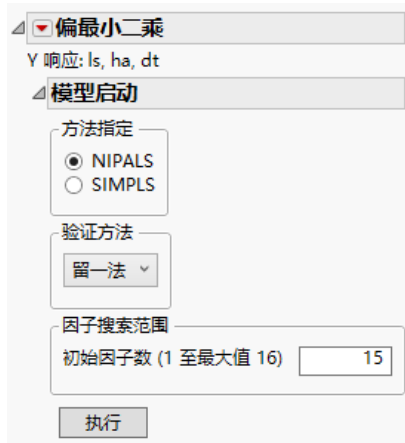 偏最小二乘
Y 响应: ls, ha, dt
模型启动
方法指定
NIPALS
SIMPLS
验证方法
留一法
因子搜索范围
初始因子数 (1 至最大值 16) 15
执行